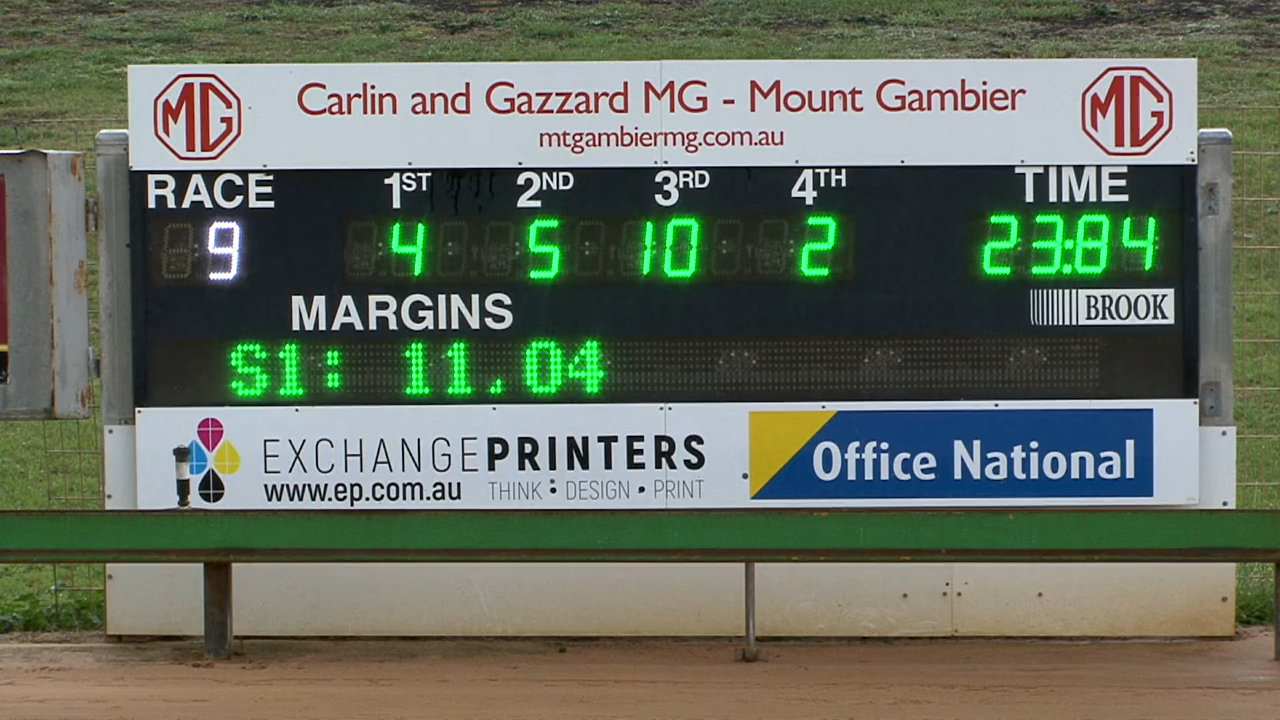 MG Carlin and Gazzard MG - Mount Gambier MG
mtgambiermg.com.au
RACE 1ST 2ND 3RD 4TH TIME
9 4 5 10 2 23:84
MARGINS BROOK
S1: 11.04
EXCHANGEPRINTERS Office National
www.ep.com.au THINK • DESIGN • PRINT